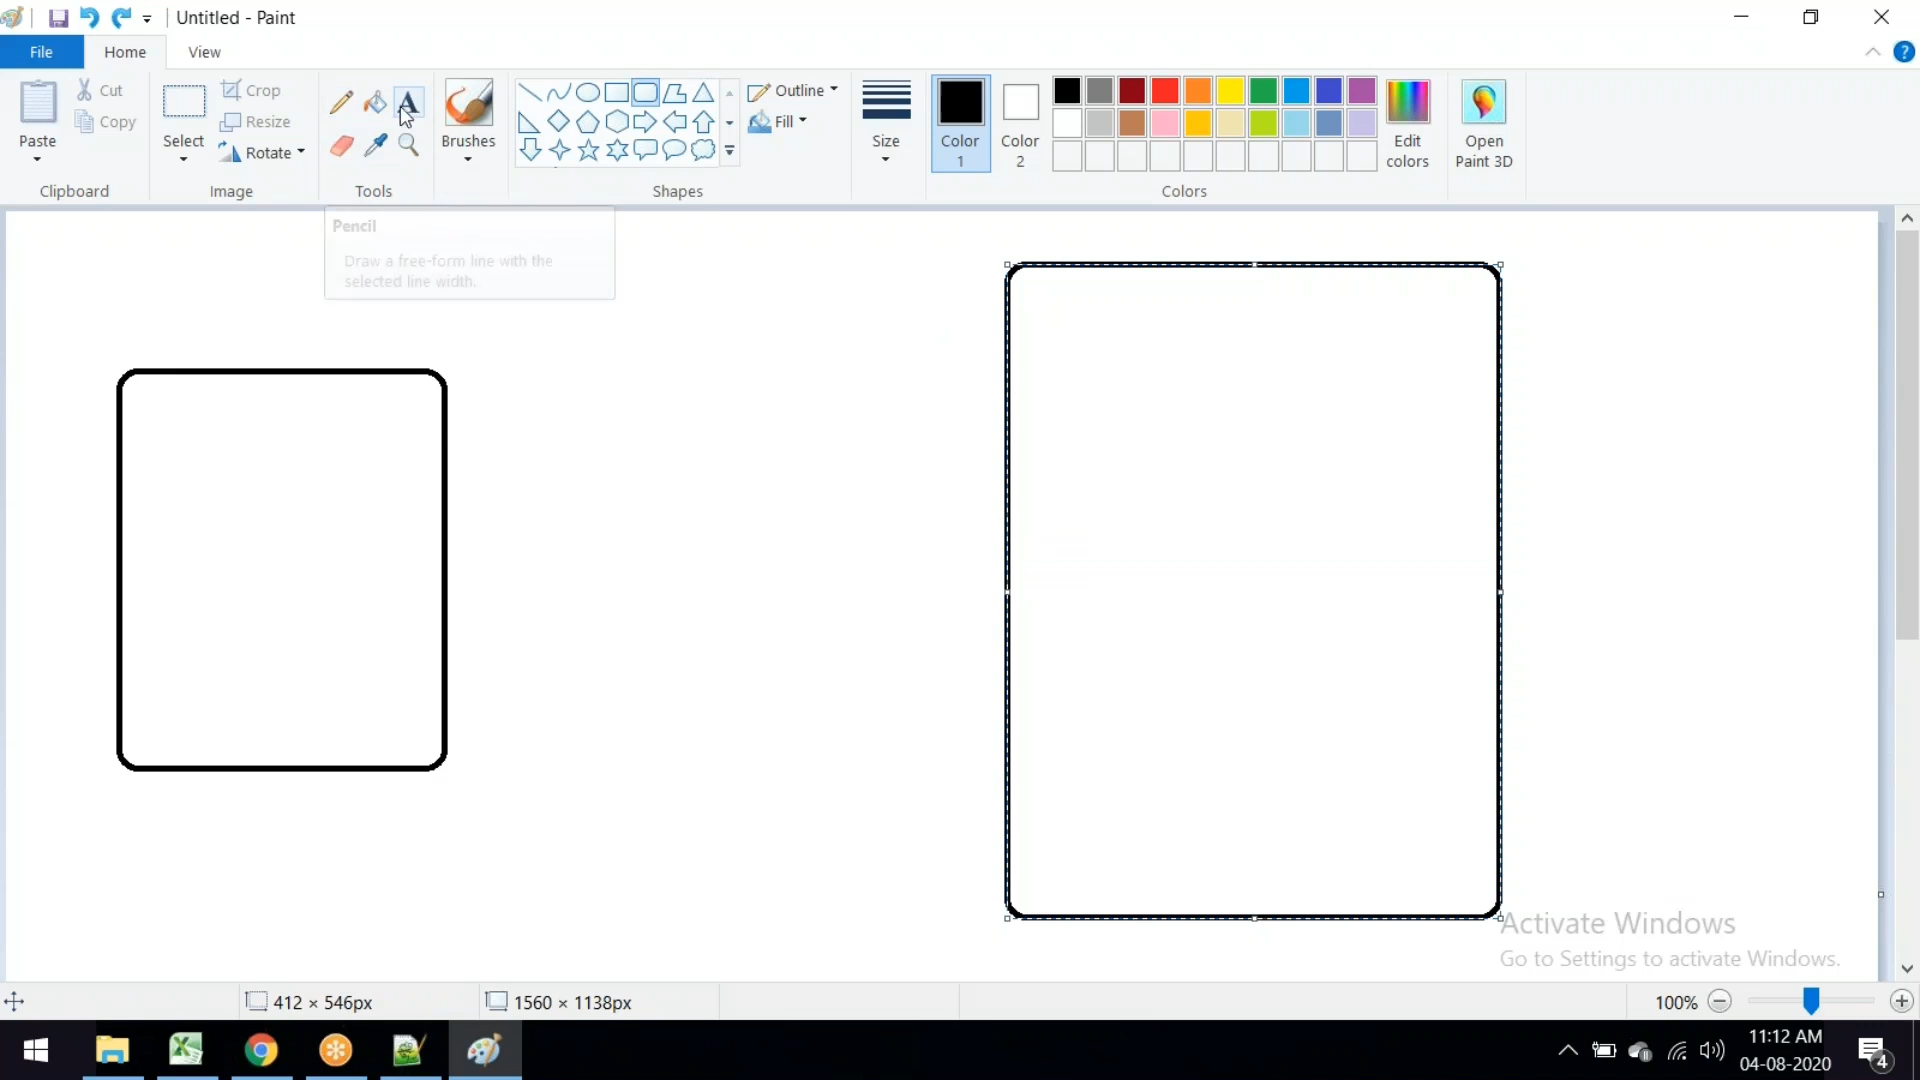 Untitled - Paint
File Home View ?
Paste
Cut
Copy
Clipboard
Select
Crop
Resize
Rotate
Image
A
Tools
Brushes
Shapes
Outline
Fill
Size
Color 1
Color 2
Edit colors
Colors
Open Paint 3D
Pencil
Draw a free-form line with the
selected line width.
Activate Windows
Go to Settings to activate Windows.
412 × 546px 1560 × 1138px 100%
11:12 AM
04-08-2020
4